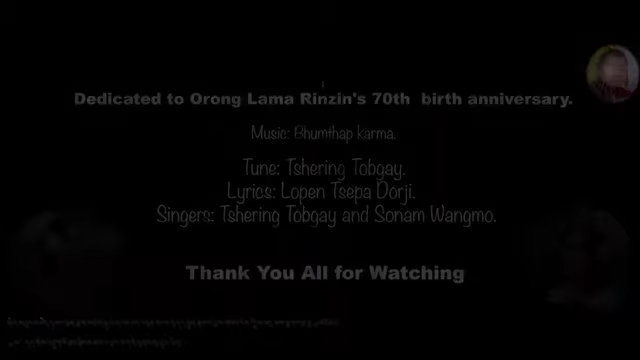 Dedicated to Orong Lama Rinzin's 70th birth anniversary.
Music: Bhumthap karma.
Tune: Tshering Tobgay.
Lyrics: Lopen Tsepa Dorji.
Singers: Tshering Tobgay and Sonam Wangmo.
Thank You All for Watching